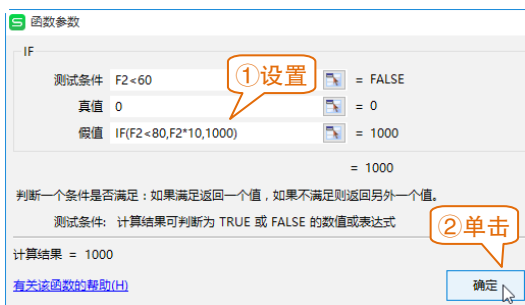 函数参数
IF
测试条件 F2<60 = FALSE
①设置
真值 0 = 0
假值 IF(F2<80,F2*10,1000) = 1000
= 1000
判断一个条件是否满足：如果满足返回一个值，如果不满足则返回另外一个值。
测试条件: 计算结果可判断为 TRUE 或 FALSE 的数值或表达式
②单击
计算结果 = 1000
有关该函数的帮助(H)
确定